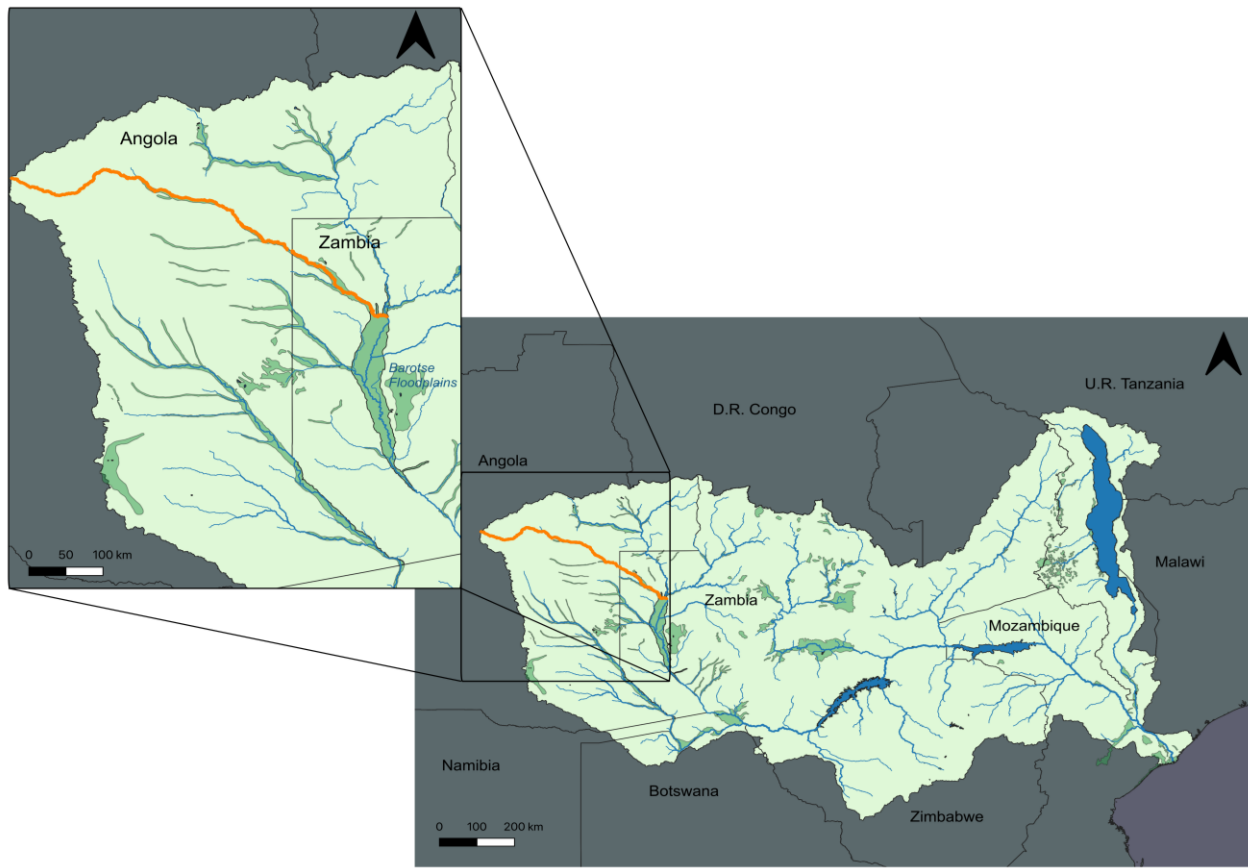 Angola
Zambia
Barotse
Floodplains
0 50 100 km
U.R. Tanzania
D.R. Congo
Angola
Malawi
Zambia
Mozambique
Namibia
Botswana
Zimbabwe
0 100 200 km